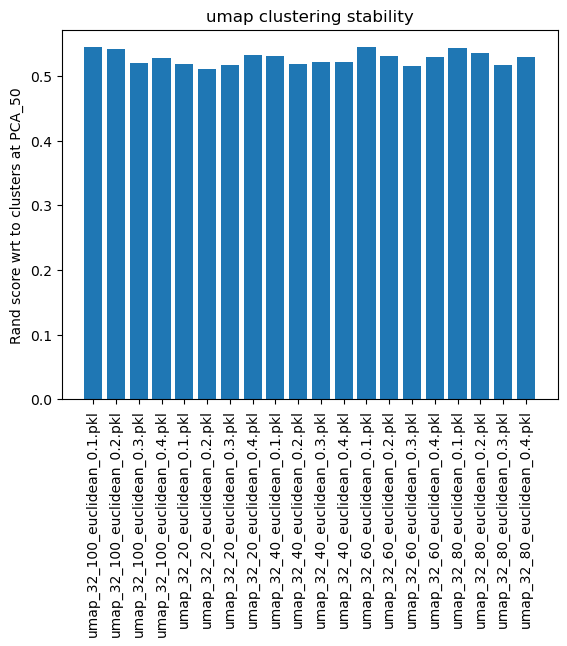 umap clustering stability
Rand score wrt to clusters at PCA_50
0.5
0.4
0.3
0.2
0.1
0.0
umap_32_100_euclidean_0.1.pkl
umap_32_100_euclidean_0.2.pkl
umap_32_100_euclidean_0.3.pkl
umap_32_100_euclidean_0.4.pkl
umap_32_20_euclidean_0.1.pkl
umap_32_20_euclidean_0.2.pkl
umap_32_20_euclidean_0.3.pkl
umap_32_20_euclidean_0.4.pkl
umap_32_40_euclidean_0.1.pkl
umap_32_40_euclidean_0.2.pkl
umap_32_40_euclidean_0.3.pkl
umap_32_40_euclidean_0.4.pkl
umap_32_60_euclidean_0.1.pkl
umap_32_60_euclidean_0.2.pkl
umap_32_60_euclidean_0.3.pkl
umap_32_60_euclidean_0.4.pkl
umap_32_80_euclidean_0.1.pkl
umap_32_80_euclidean_0.2.pkl
umap_32_80_euclidean_0.3.pkl
umap_32_80_euclidean_0.4.pkl